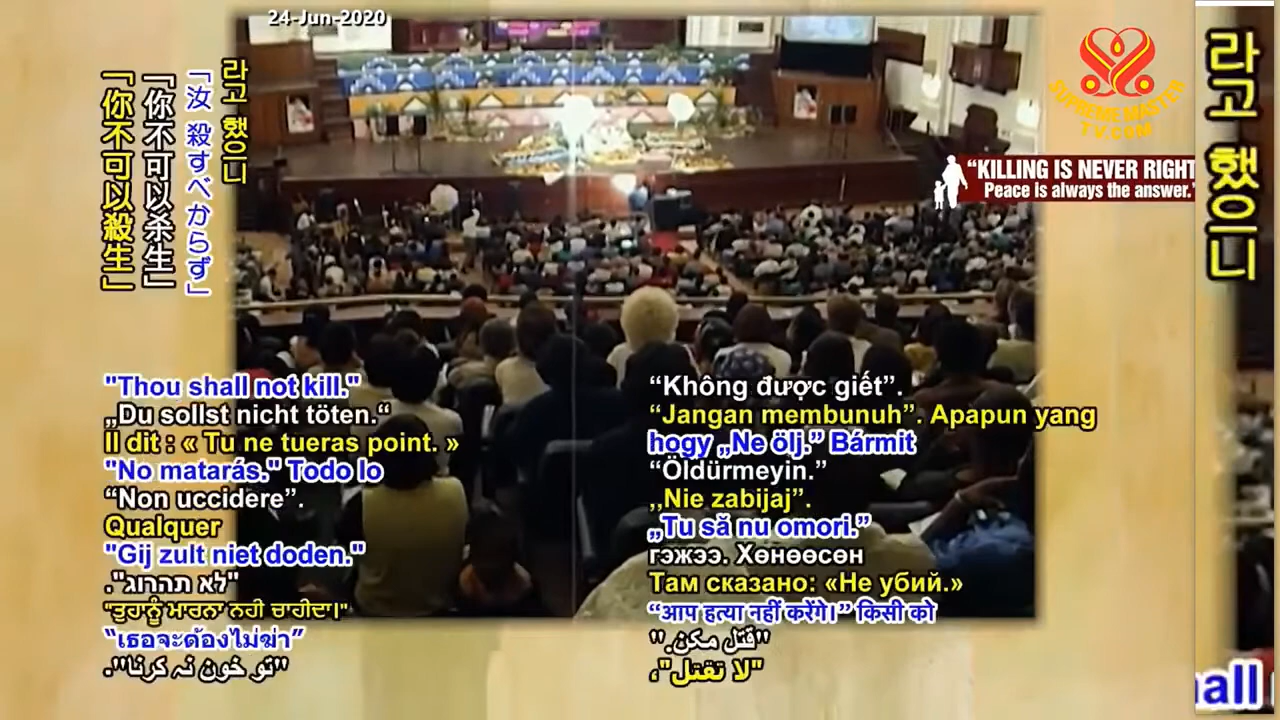 24-Jun-2020
SUPREME MASTER
TV.COM
"KILLING IS NEVER RIGHT
Peace is always the answer."
라고 했으니
「汝 殺すべからず」
「你不可以杀生」
「你不可以殺生」
라고 했으니
"Thou shall not kill."
„Du sollst nicht töten.“
Il dit : « Tu ne tueras point. »
"No matarás." Todo lo
“Non uccidere”.
Qualquer
"Gij zult niet doden."
"לא תהרוג".
"ਤੁਹਾਨੂੰ ਮਾਰਨਾ ਨਹੀ ਚਾਹੀਦਾ।"
“เธอจะต้องไม่ฆ่า”
"تو خون نہ کرنا".
“Không được giết”.
“Jangan membunuh”. Apapun yang
hogy „Ne ölj.” Bármit
“Öldürmeyin.”
,,Nie zabijaj”.
„Tu să nu omori.”
гэжээ. Хөнөөсөн
Там сказано: «Не убий.»
“आप हत्या नहीं करेंगे।” किसी को
"قتل مکن."
"لا تقتل"،
all